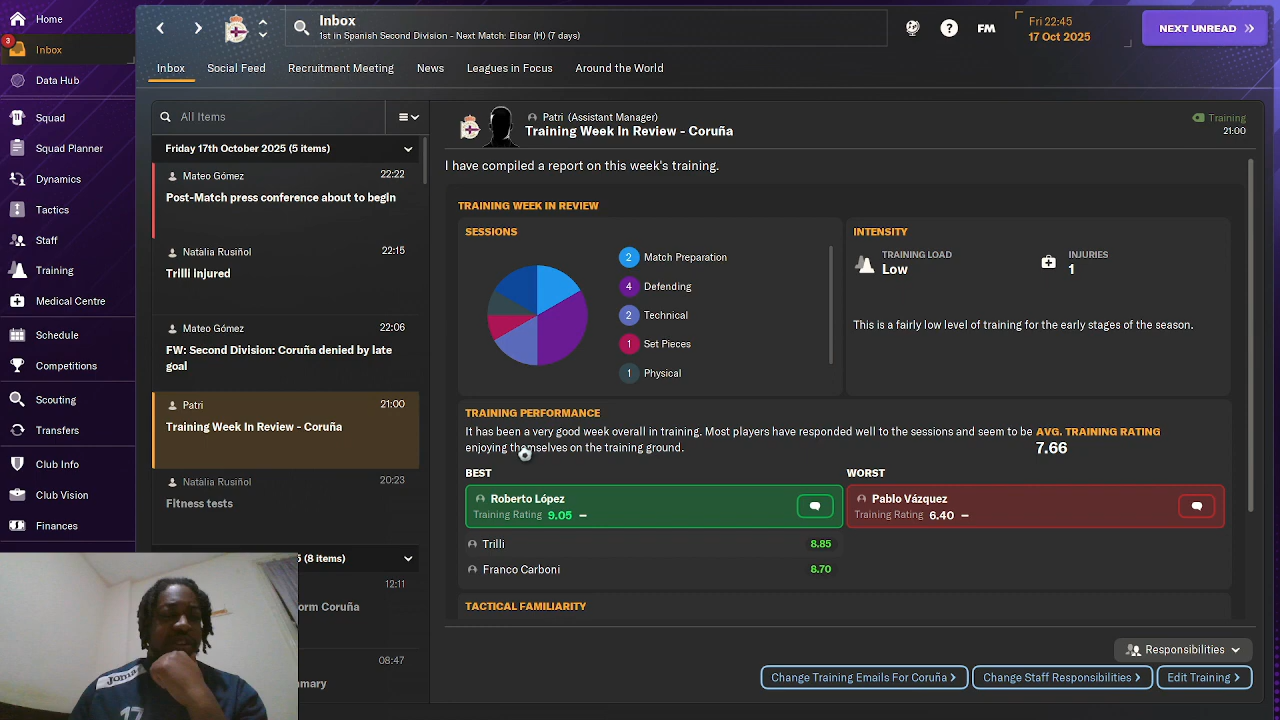 Home
3
Inbox
Data Hub
Squad
Squad Planner
Dynamics
Tactics
Staff
Training
Medical Centre
Schedule
Competitions
Scouting
Transfers
Club Info
Club Vision
Finances
Inbox
1st in Spanish Second Division - Next Match: Eibar (H) (7 days)
FM
Fri 22:45
17 Oct 2025
NEXT UNREAD
Inbox Social Feed Recruitment Meeting News Leagues in Focus Around the World
All Items
Friday 17th October 2025 (5 items)
Mateo Gómez 22:22
Post-Match press conference about to begin
Natàlia Rusiñol 22:15
Trilli injured
Mateo Gómez 22:06
FW: Second Division: Coruña denied by late
goal
Patri 21:00
Training Week In Review - Coruña
Natàlia Rusiñol 20:23
Fitness tests
5 (8 items)
12:11
orm Coruña
08:47
mary
Patri (Assistant Manager)
Training Week In Review - Coruña
Training
21:00
I have compiled a report on this week's training.
TRAINING WEEK IN REVIEW
SESSIONS
2 Match Preparation
4 Defending
2 Technical
1 Set Pieces
1 Physical
INTENSITY
TRAINING LOAD
Low
INJURIES
1
This is a fairly low level of training for the early stages of the season.
TRAINING PERFORMANCE
It has been a very good week overall in training. Most players have responded well to the sessions and seem to be
enjoying themselves on the training ground.
AVG. TRAINING RATING
7.66
BEST
Roberto López
Training Rating 9.05 –
Trilli 8.85
Franco Carboni 8.70
WORST
Pablo Vázquez
Training Rating 6.40 –
TACTICAL FAMILIARITY
Responsibilities
Change Training Emails For Coruña >
Change Staff Responsibilities >
Edit Training >
Joma
17